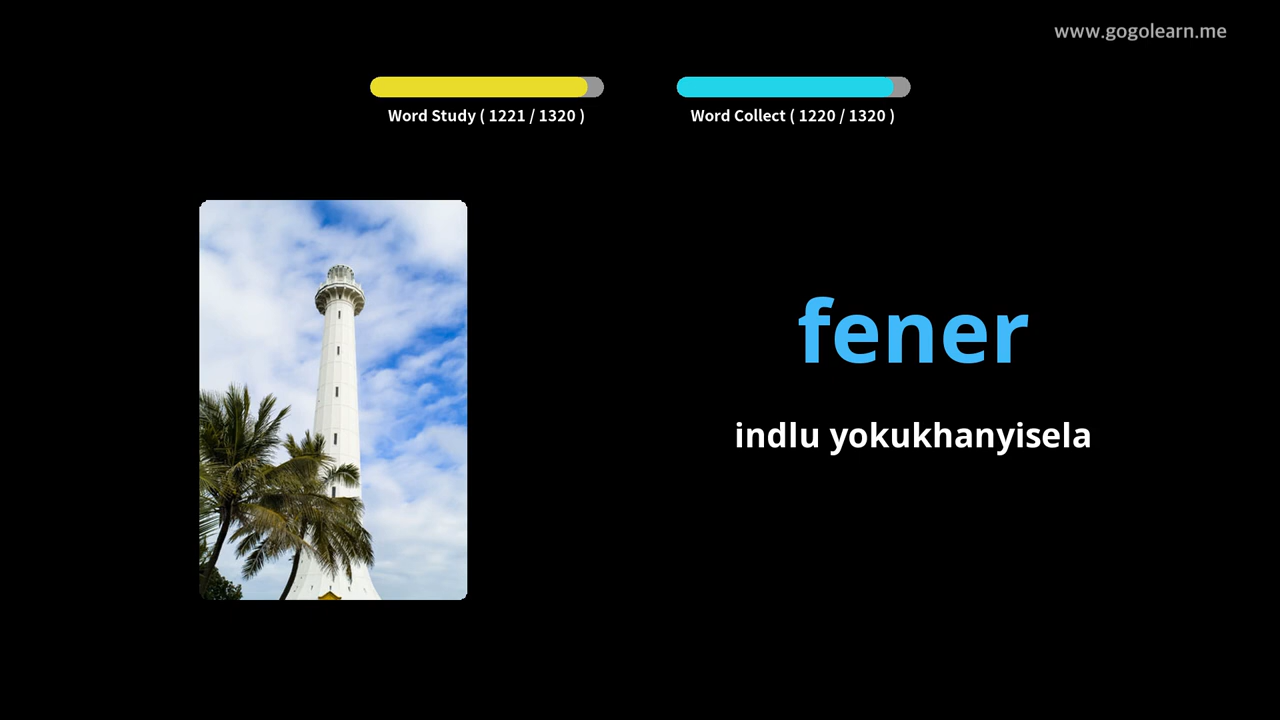 www.gogolearn.me
Word Study ( 1221 / 1320 )
Word Collect ( 1220 / 1320 )
fener
indlu yokukhanyisela